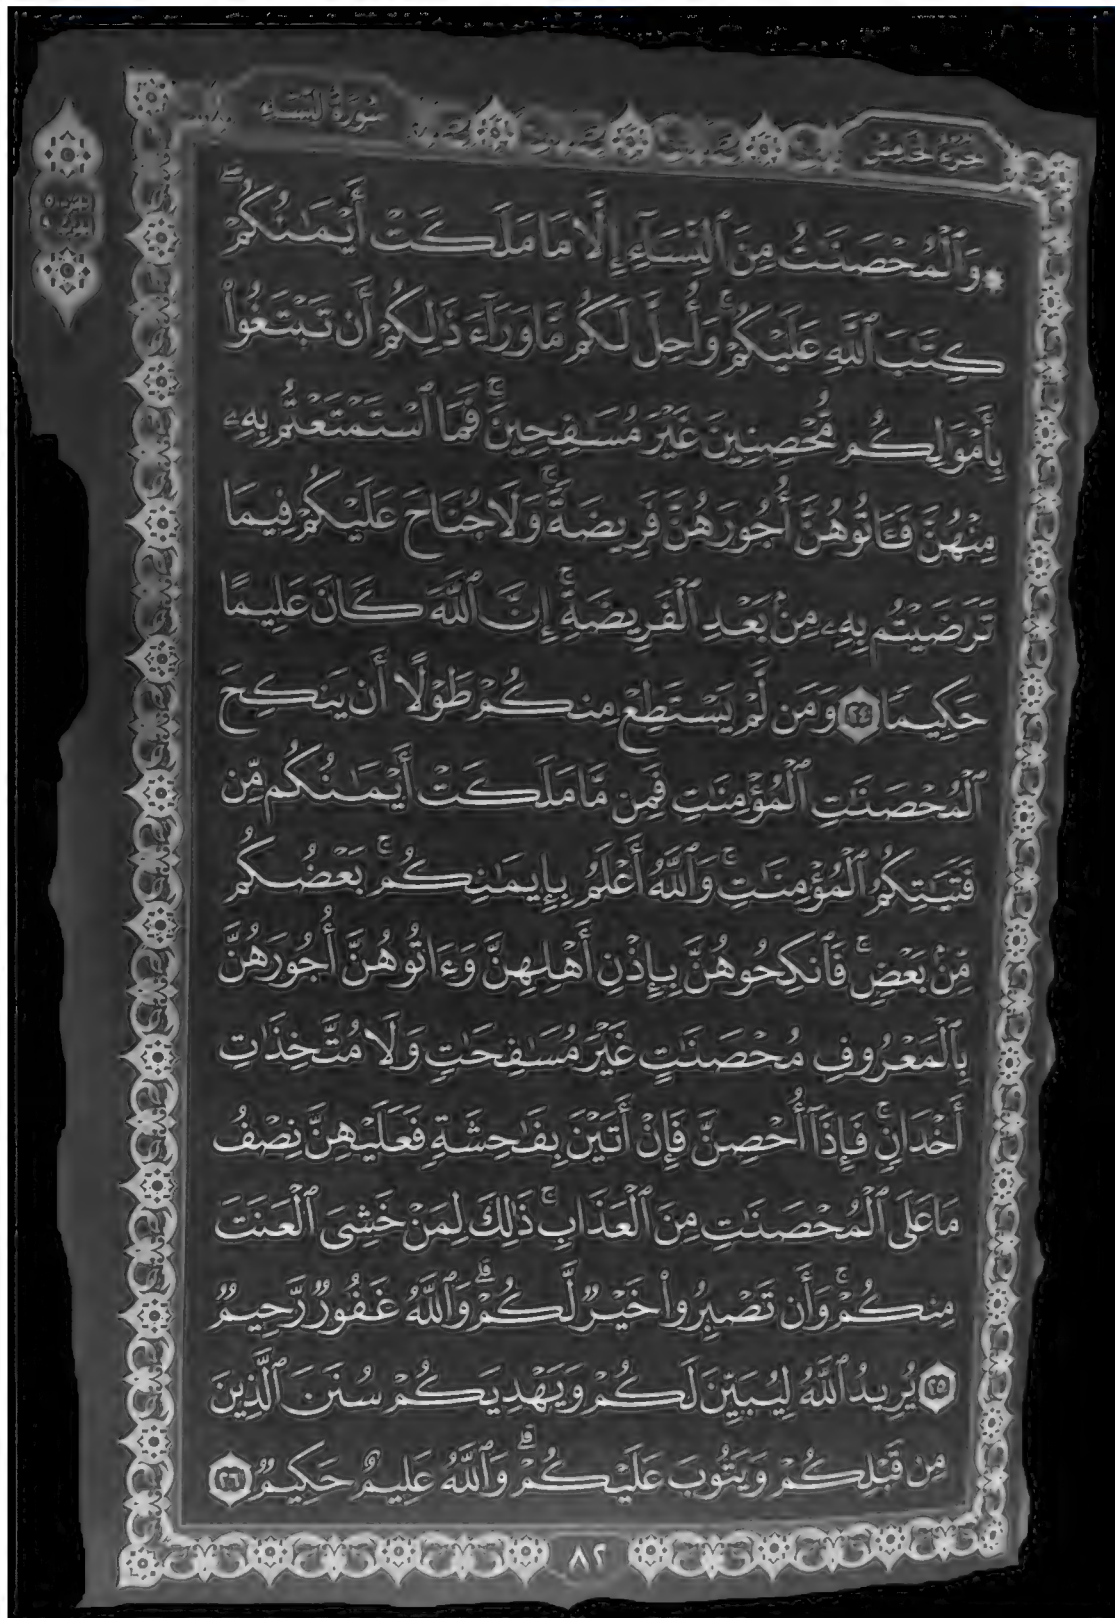 الجزء الخامس
سورة النساء
۞ وَٱلْمُحْصَنَٰتُ مِنَ ٱلنِّسَآءِ إِلَّا مَا مَلَكَتْ أَيْمَٰنُكُمْ ۖ
كِتَٰبَ ٱللَّهِ عَلَيْكُمْ ۚ وَأُحِلَّ لَكُم مَّا وَرَآءَ ذَٰلِكُمْ أَن تَبْتَغُوا۟
بِأَمْوَٰلِكُم مُّحْصِنِينَ غَيْرَ مُسَٰفِحِينَ ۚ فَمَا ٱسْتَمْتَعْتُم بِهِۦ
مِنْهُنَّ فَـَٔاتُوهُنَّ أُجُورَهُنَّ فَرِيضَةً ۚ وَلَا جُنَاحَ عَلَيْكُمْ فِيمَا
تَرَٰضَيْتُم بِهِۦ مِنۢ بَعْدِ ٱلْفَرِيضَةِ ۚ إِنَّ ٱللَّهَ كَانَ عَلِيمًا
حَكِيمًا ٢٤ وَمَن لَّمْ يَسْتَطِعْ مِنكُمْ طَوْلًا أَن يَنكِحَ
ٱلْمُحْصَنَٰتِ ٱلْمُؤْمِنَٰتِ فَمِن مَّا مَلَكَتْ أَيْمَٰنُكُم مِّن
فَتَيَٰتِكُمُ ٱلْمُؤْمِنَٰتِ ۚ وَٱللَّهُ أَعْلَمُ بِإِيمَٰنِكُم ۚ بَعْضُكُم
مِّنۢ بَعْضٍ ۚ فَٱنكِحُوهُنَّ بِإِذْنِ أَهْلِهِنَّ وَءَاتُوهُنَّ أُجُورَهُنَّ
بِٱلْمَعْرُوفِ مُحْصَنَٰتٍ غَيْرَ مُسَٰفِحَٰتٍ وَلَا مُتَّخِذَٰتِ
أَخْدَانٍ ۚ فَإِذَآ أُحْصِنَّ فَإِنْ أَتَيْنَ بِفَٰحِشَةٍ فَعَلَيْهِنَّ نِصْفُ
مَا عَلَى ٱلْمُحْصَنَٰتِ مِنَ ٱلْعَذَابِ ۚ ذَٰلِكَ لِمَنْ خَشِىَ ٱلْعَنَتَ
مِنكُمْ ۚ وَأَن تَصْبِرُوا۟ خَيْرٌ لَّكُمْ ۗ وَٱللَّهُ غَفُورٌ رَّحِيمٌ
٢٥ يُرِيدُ ٱللَّهُ لِيُبَيِّنَ لَكُمْ وَيَهْدِيَكُمْ سُنَنَ ٱلَّذِينَ
مِن قَبْلِكُمْ وَيَتُوبَ عَلَيْكُمْ ۗ وَٱللَّهُ عَلِيمٌ حَكِيمٌ ٢٦
٨٢